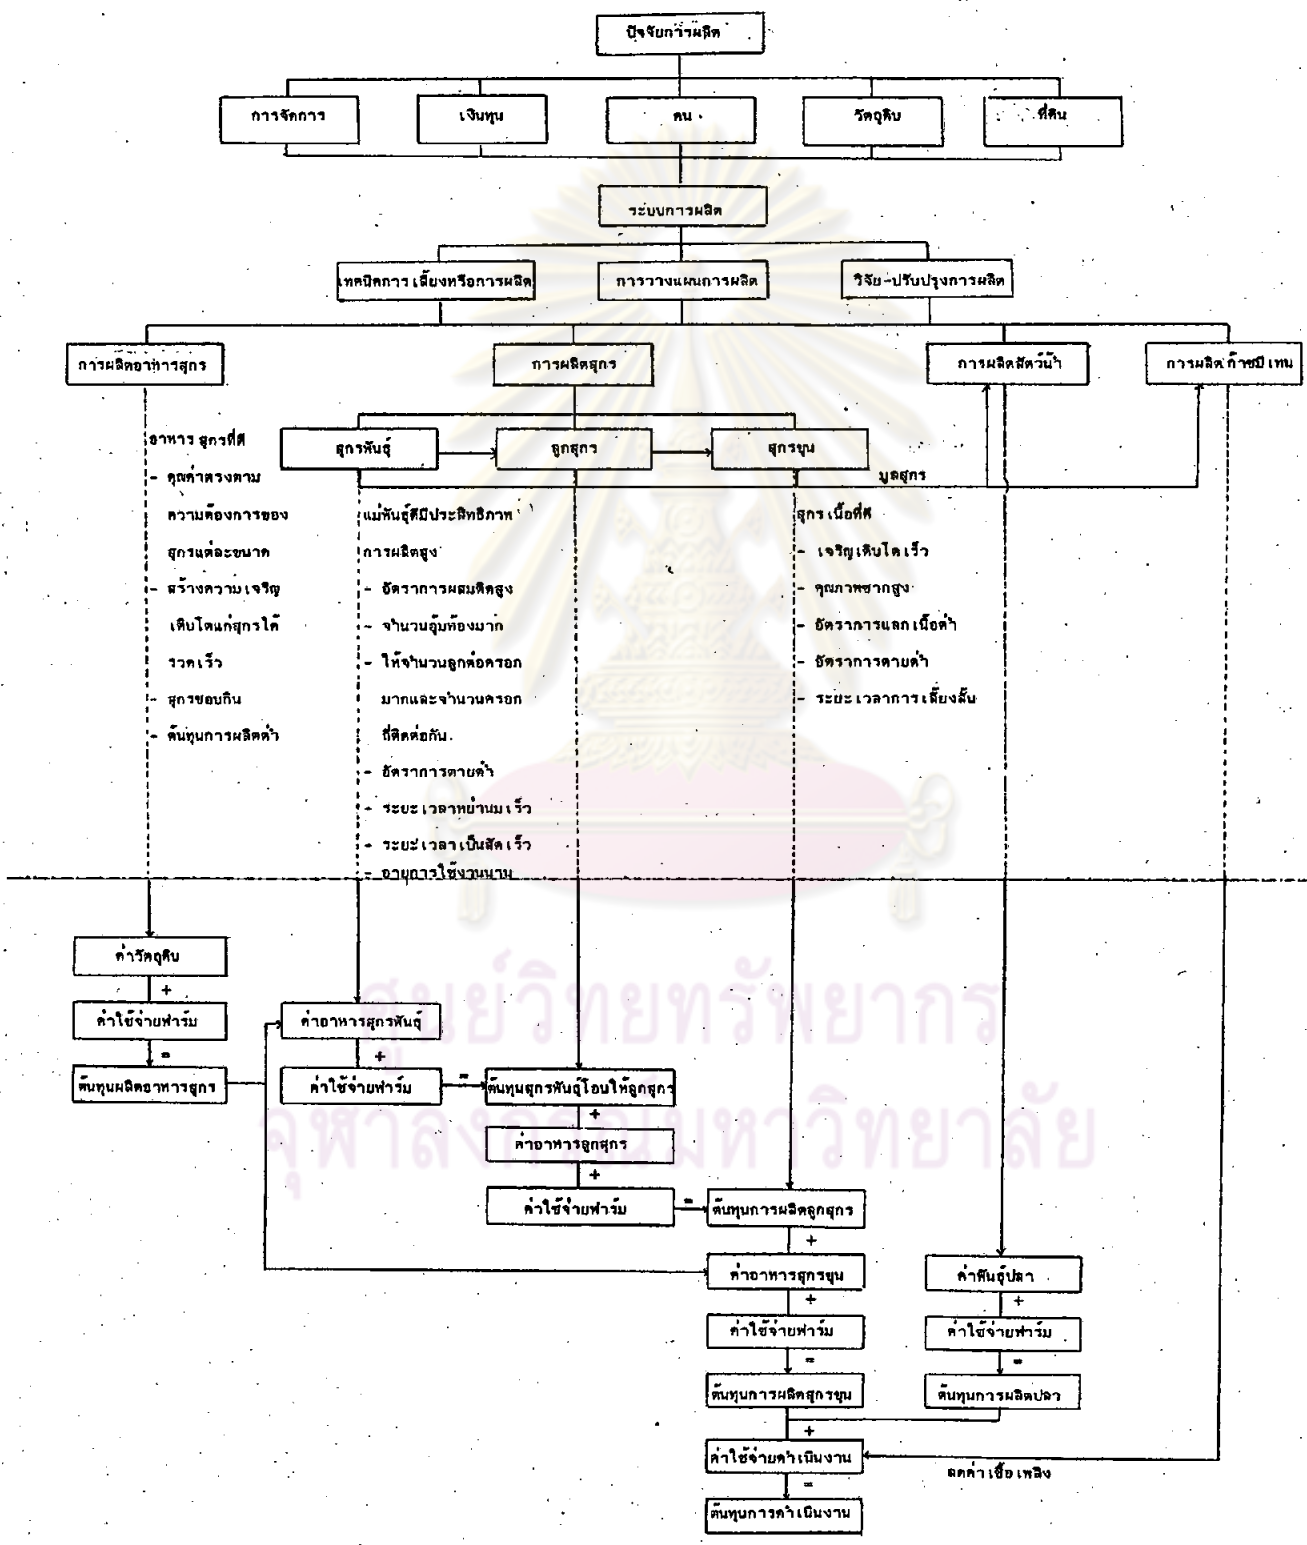 ปัจจัยการผลิต
การจัดการ
เงินทุน
คน
วัตถุดิบ
ที่ดิน
ระบบการผลิต
เทคนิคการเลี้ยงหรือการผลิต
การวางแผนการผลิต
วิจัย-ปรับปรุงการผลิต
การผลิตอาหารสุกร
การผลิตสุกร
การผลิตสัตว์น้ำ
การผลิตก๊าซมีเทน
สุกรพันธุ์
ลูกสุกร
สุกรขุน
มูลสุกร
อาหารสุกรที่ดี
- คุณค่าตรงตาม
ความต้องการของ
สุกรแต่ละขนาด
- สร้างความเจริญ
เติบโตแก่สุกรได้
รวดเร็ว
- สุกรชอบกิน
- ต้นทุนการผลิตต่ำ
แม่พันธุ์ดีมีประสิทธิภาพ
การผลิตสูง
- อัตราการผสมติดสูง
- จำนวนอุ้มท้องมาก
- ให้จำนวนลูกต่อครอก
มากและจำนวนครอก
ถี่ติดต่อกัน
- อัตราการตายต่ำ
- ระยะเวลาหย่านมเร็ว
- ระยะเวลาเป็นสัดเร็ว
- อายุการใช้งานนาน
สุกรเนื้อที่ดี
- เจริญเติบโตเร็ว
- คุณภาพซากสูง
- อัตราการแลกเนื้อต่ำ
- อัตราการตายต่ำ
- ระยะเวลาการเลี้ยงสั้น
ค่าวัตถุดิบ
+
ค่าใช้จ่ายฟาร์ม
=
ต้นทุนผลิตอาหารสุกร
ค่าอาหารสุกรพันธุ์
+
ค่าใช้จ่ายฟาร์ม
=
ต้นทุนสุกรพันธุ์โอนให้ลูกสุกร
+
ค่าอาหารลูกสุกร
+
ค่าใช้จ่ายฟาร์ม
=
ต้นทุนการผลิตลูกสุกร
+
ค่าอาหารสุกรขุน
+
ค่าใช้จ่ายฟาร์ม
=
ต้นทุนการผลิตสุกรขุน
ค่าพันธุ์ปลา
+
ค่าใช้จ่ายฟาร์ม
=
ต้นทุนการผลิตปลา
+
ค่าใช้จ่ายดำเนินงาน
ลดค่าเชื้อเพลิง
=
ต้นทุนการดำเนินงาน
ศูนย์วิทยทรัพยากร
จุฬาลงกรณ์มหาวิทยาลัย